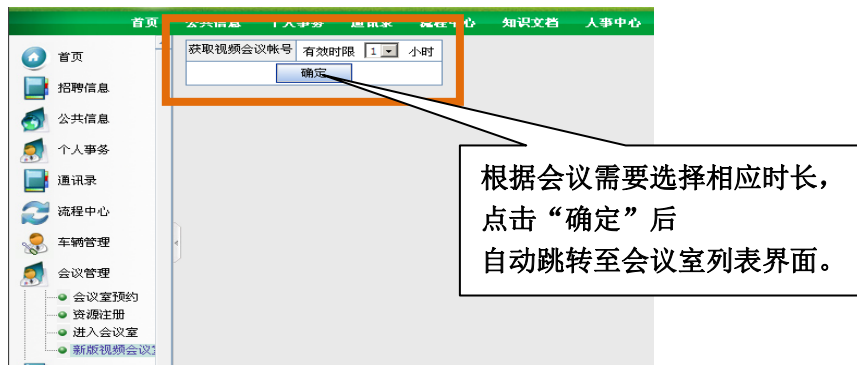 首页 公共信息 个人事务 通讯录 流程中心 知识文档 人事中心
首页
招聘信息
公共信息
个人事务
通讯录
流程中心
车辆管理
会议管理
会议室预约
资源注册
进入会议室
新版视频会议
获取视频会议帐号 有效时限 1 小时
确定
根据会议需要选择相应时长，
点击“确定”后
自动跳转至会议室列表界面。